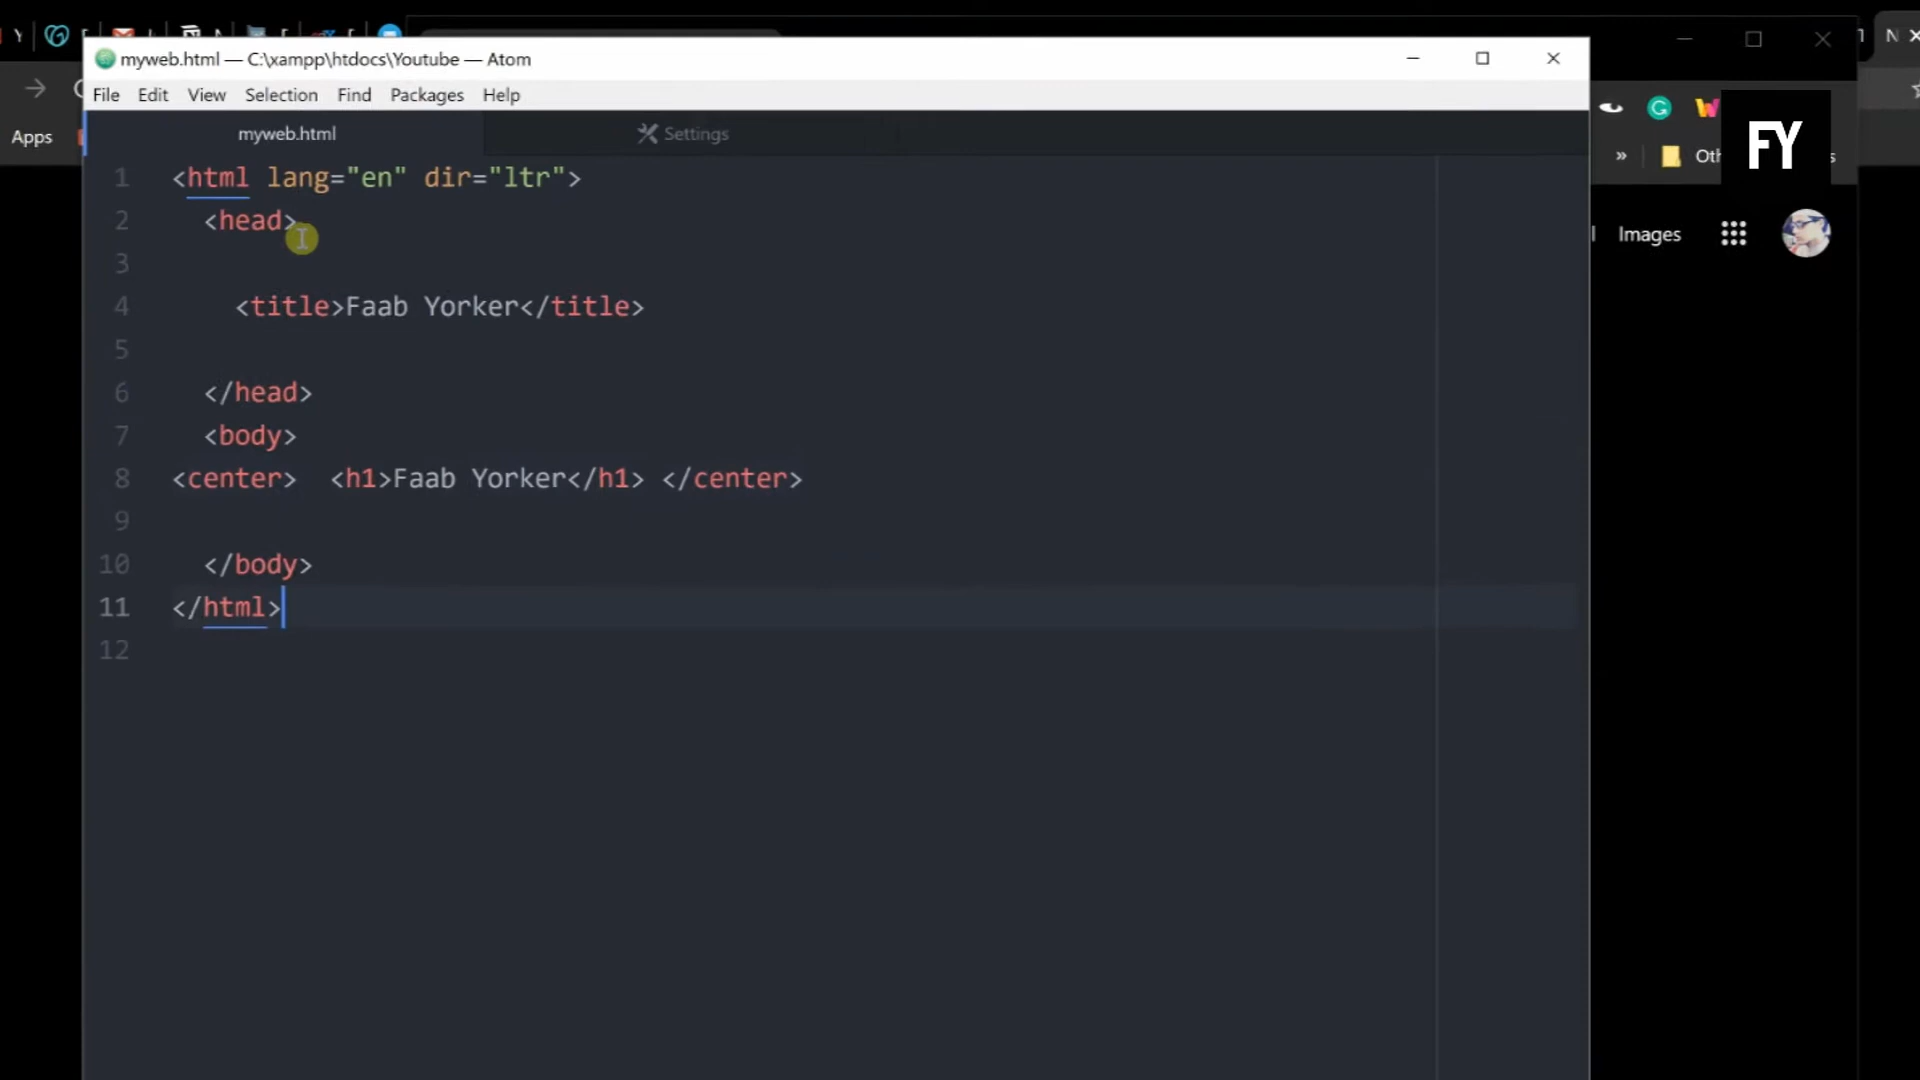 myweb.html — C:\xampp\htdocs\Youtube — Atom
File Edit View Selection Find Packages Help
Apps
myweb.html
Settings
FY
Images
1 <html lang="en" dir="ltr">
2   <head>
3
4     <title>Faab Yorker</title>
5
6   </head>
7   <body>
8 <center>  <h1>Faab Yorker</h1> </center>
9
10   </body>
11 </html>
12